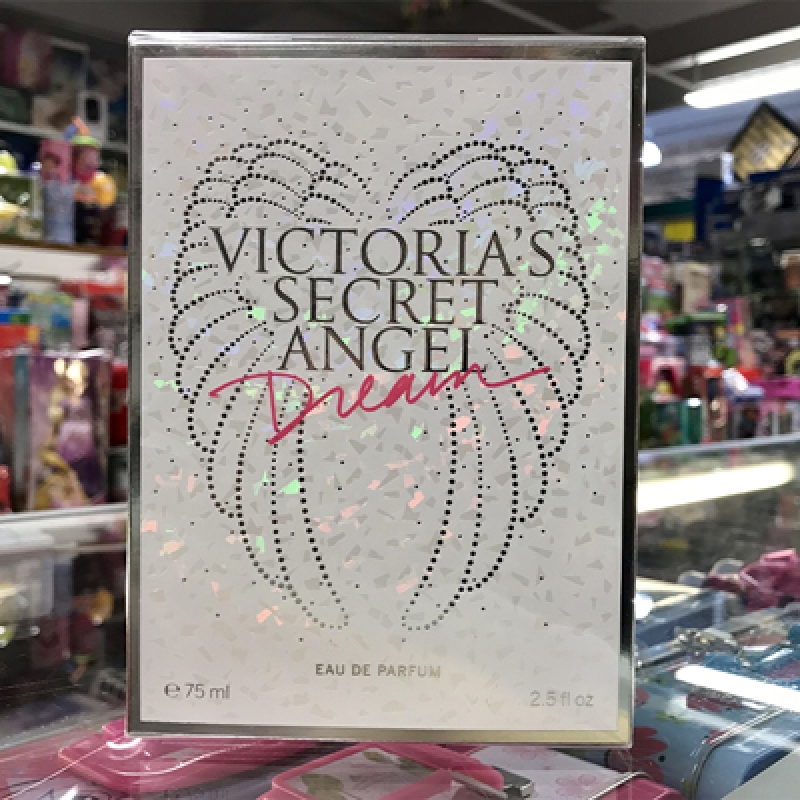 VICTORIA'S
SECRET
ANGEL
Dream
EAU DE PARFUM
℮ 75 ml
2.5 fl oz